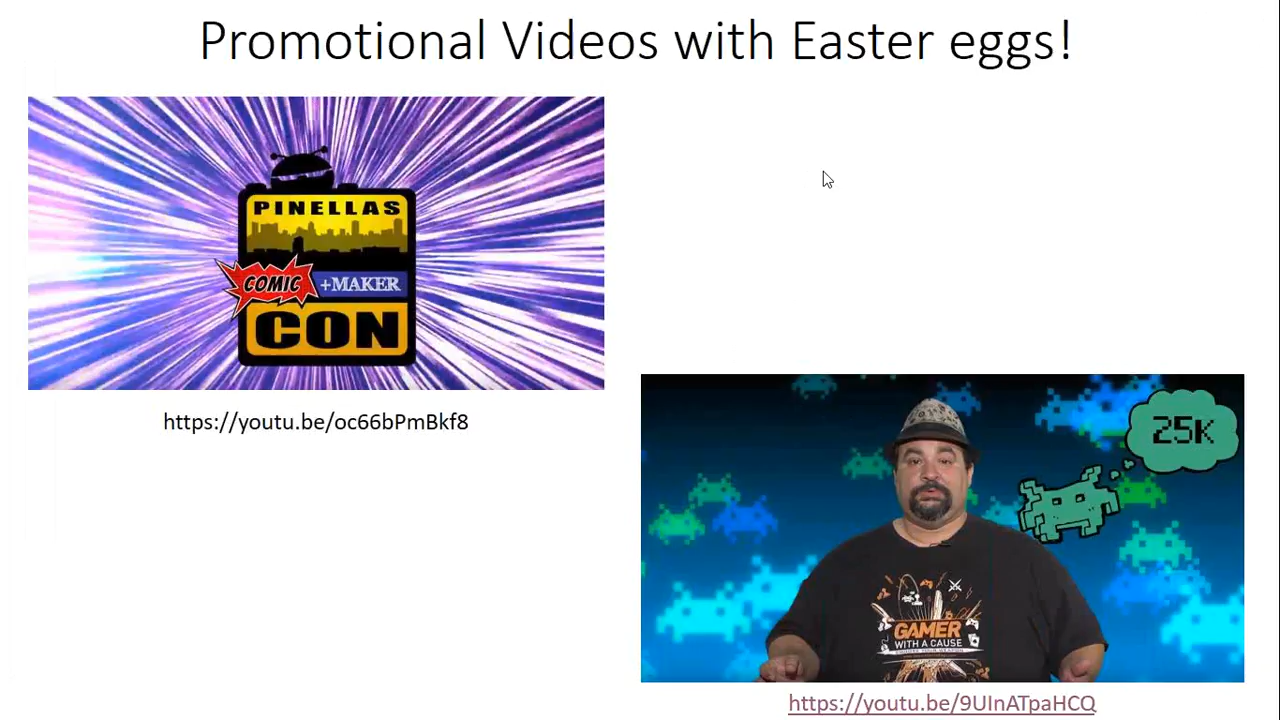 Promotional Videos with Easter eggs!
PINELLAS
COMIC
+MAKER
CON
https://youtu.be/oc66bPmBkf8
25K
GAMER
WITH A CAUSE
https://youtu.be/9UInATpaHCQ